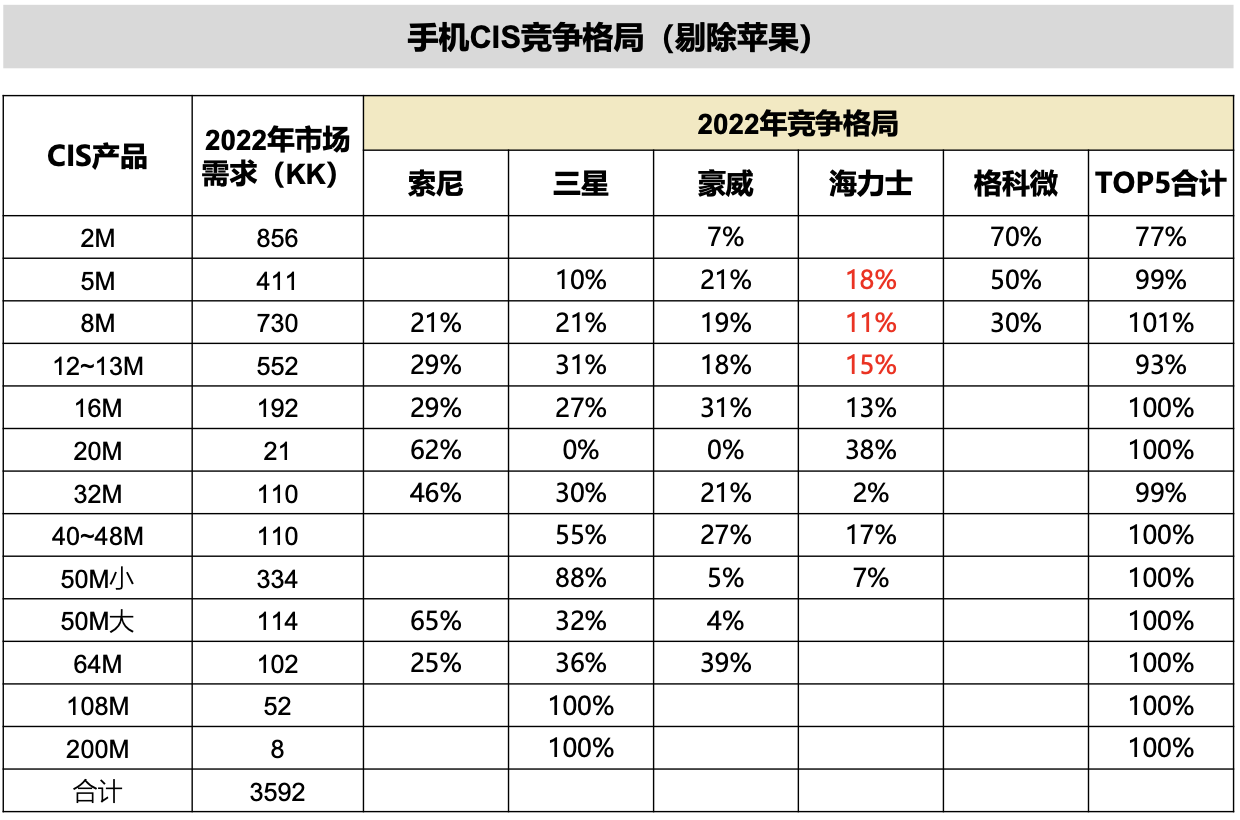 手机CIS竞争格局（剔除苹果）
CIS产品 2022年市场需求（KK） 2022年竞争格局
索尼 三星 豪威 海力士 格科微 TOP5合计
2M 856 7% 70% 77%
5M 411 10% 21% 18% 50% 99%
8M 730 21% 21% 19% 11% 30% 101%
12~13M 552 29% 31% 18% 15% 93%
16M 192 29% 27% 31% 13% 100%
20M 21 62% 0% 0% 38% 100%
32M 110 46% 30% 21% 2% 99%
40~48M 110 55% 27% 17% 100%
50M小 334 88% 5% 7% 100%
50M大 114 65% 32% 4% 100%
64M 102 25% 36% 39% 100%
108M 52 100% 100%
200M 8 100% 100%
合计 3592